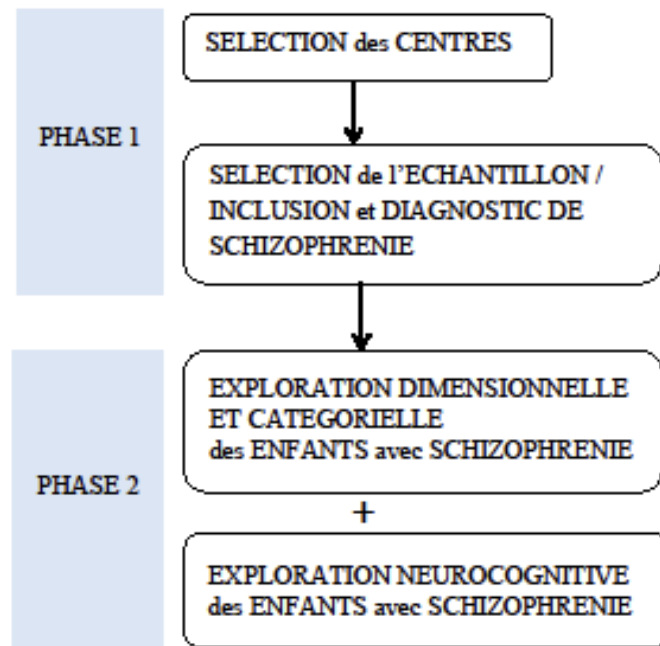 PHASE 1
SELECTION des CENTRES
SELECTION de l'ECHANTILLON /
INCLUSION et DIAGNOSTIC DE
SCHIZOPHRENIE
PHASE 2
EXPLORATION DIMENSIONNELLE
ET CATEGORIELLE
des ENFANTS avec SCHIZOPHRENIE
+
EXPLORATION NEUROCOGNITIVE
des ENFANTS avec SCHIZOPHRENIE